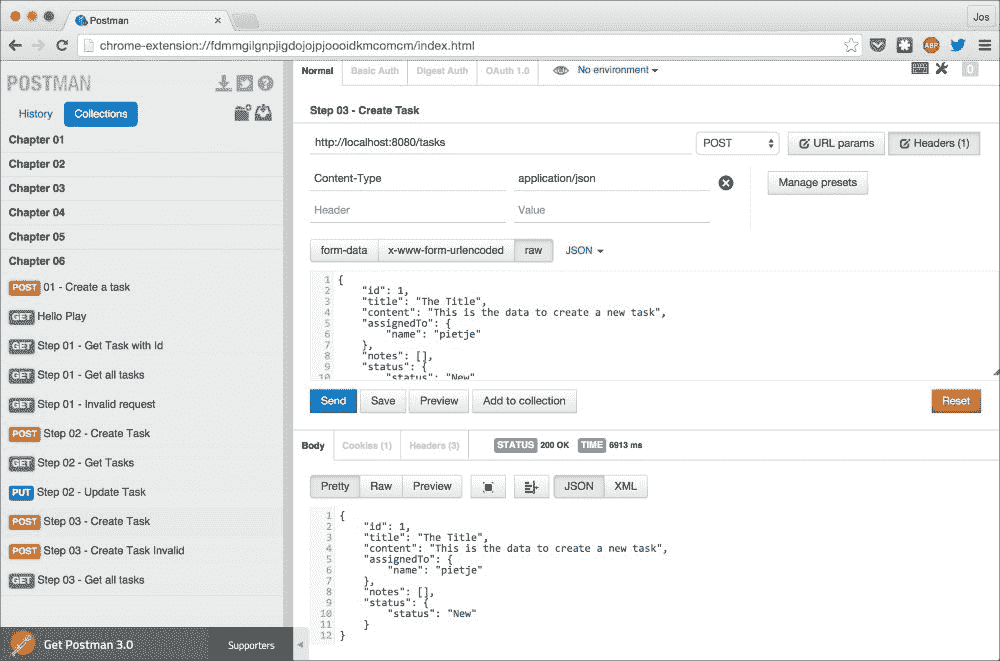 Postman
Jos
chrome-extension://fdmmgilgnpjigdojojpjoooidkmcomcm/index.html
ABP
POSTMAN
History Collections
Chapter 01
Chapter 02
Chapter 03
Chapter 04
Chapter 05
Chapter 06
POST 01 - Create a task
GET Hello Play
GET Step 01 - Get Task with Id
GET Step 01 - Get all tasks
GET Step 01 - Invalid request
POST Step 02 - Create Task
GET Step 02 - Get Tasks
PUT Step 02 - Update Task
POST Step 03 - Create Task
POST Step 03 - Create Task Invalid
GET Step 03 - Get all tasks
Get Postman 3.0 Supporters
Normal Basic Auth Digest Auth OAuth 1.0 No environment 0
Step 03 - Create Task
http://localhost:8080/tasks POST URL params Headers (1)
Content-Type application/json Manage presets
Header Value
form-data x-www-form-urlencoded raw JSON
1 {
2 "id": 1,
3 "title": "The Title",
4 "content": "This is the data to create a new task",
5 "assignedTo": {
6 "name": "pietje"
7 },
8 "notes": [],
9 "status": {
10 "status": "New"
Send Save Preview Add to collection Reset
Body Cookies (1) Headers (3) STATUS 200 OK TIME 6913 ms
Pretty Raw Preview JSON XML
1 {
2 "id": 1,
3 "title": "The Title",
4 "content": "This is the data to create a new task",
5 "assignedTo": {
6 "name": "pietje"
7 },
8 "notes": [],
9 "status": {
10 "status": "New"
11 }
12 }